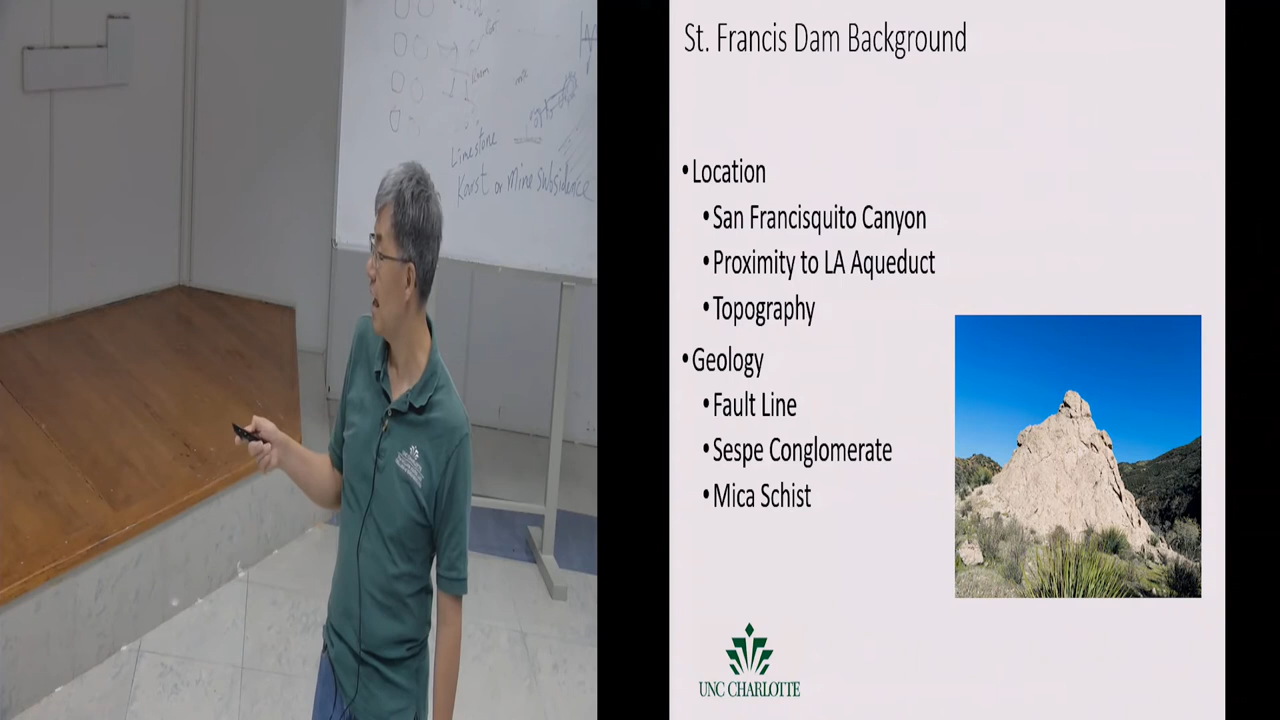 Limestone
Karst or Mine Subsidence
St. Francis Dam Background
•Location
•San Francisquito Canyon
•Proximity to LA Aqueduct
•Topography
•Geology
•Fault Line
•Sespe Conglomerate
•Mica Schist
UNC CHARLOTTE